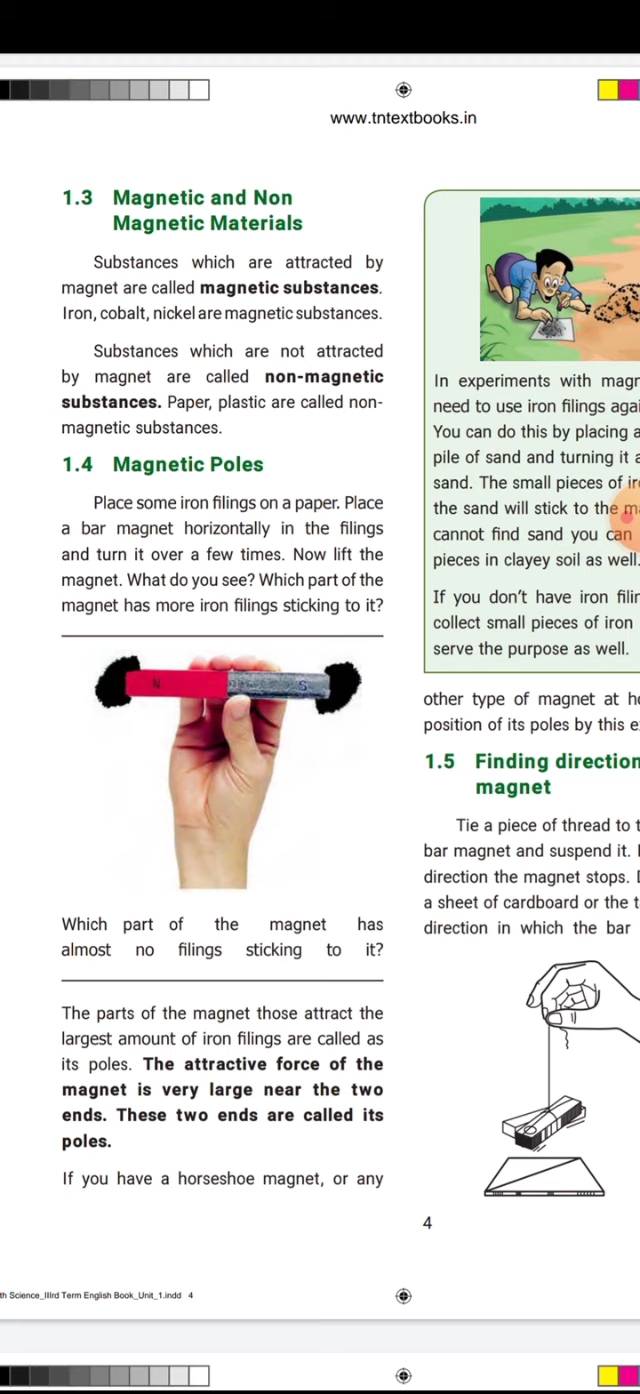 www.tntextbooks.in
1.3 Magnetic and Non
Magnetic Materials
Substances which are attracted by
magnet are called magnetic substances.
Iron, cobalt, nickel are magnetic substances.
Substances which are not attracted
by magnet are called non-magnetic
substances. Paper, plastic are called non-
magnetic substances.
1.4 Magnetic Poles
Place some iron filings on a paper. Place
a bar magnet horizontally in the filings
and turn it over a few times. Now lift the
magnet. What do you see? Which part of the
magnet has more iron filings sticking to it?
N
S
Which part of the magnet has
almost no filings sticking to it?
The parts of the magnet those attract the
largest amount of iron filings are called as
its poles. The attractive force of the
magnet is very large near the two
ends. These two ends are called its
poles.
If you have a horseshoe magnet, or any
In experiments with
need to use iron filings
You can do this by placing a
pile of sand and turning it
sand. The small pieces of
the sand will stick to the
cannot find sand you can
pieces in clayey soil as well.
If you don't have iron
collect small pieces of iron
serve the purpose as well.
other type of magnet at
position of its poles by this
1.5 Finding direction
magnet
Tie a piece of thread to
bar magnet and suspend it.
direction the magnet stops.
a sheet of cardboard or the
direction in which the bar
4
th Science_IIIrd Term English Book_Unit_1.indd 4